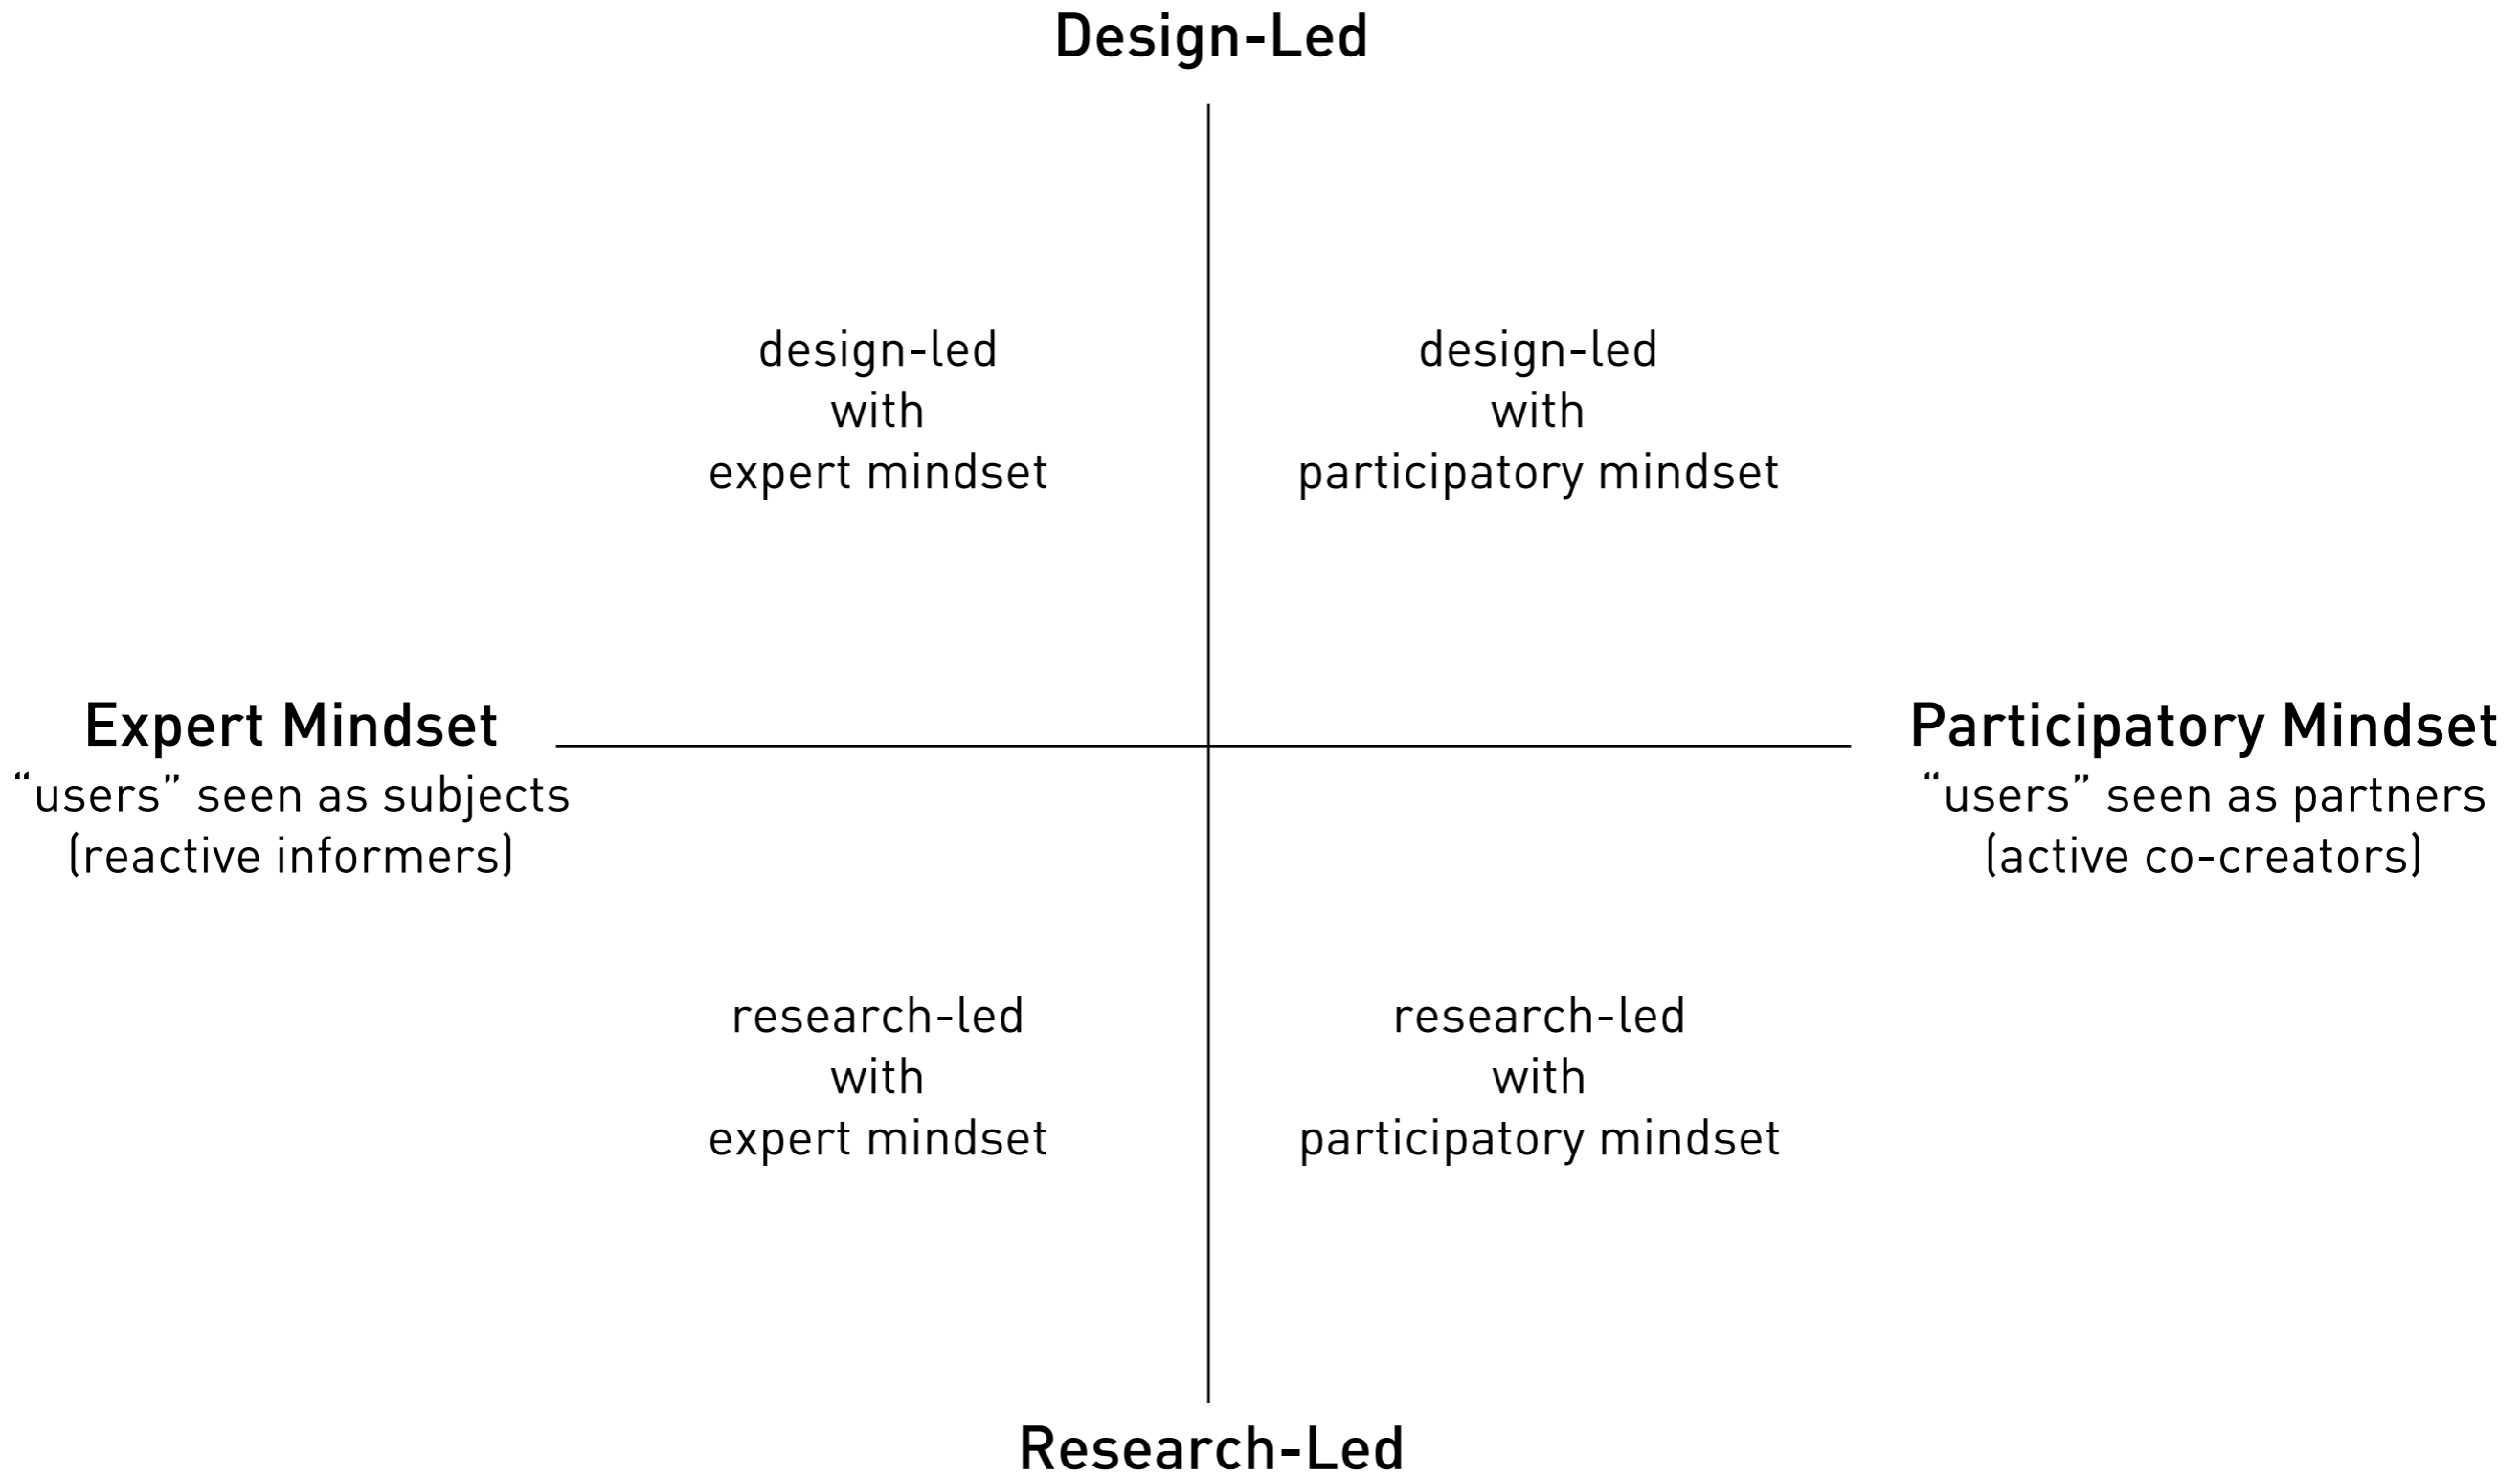 Design-Led
design-led
with
expert mindset
design-led
with
participatory mindset
Expert Mindset
“users” seen as subjects
(reactive informers)
Participatory Mindset
“users” seen as partners
(active co-creators)
research-led
with
expert mindset
research-led
with
participatory mindset
Research-Led